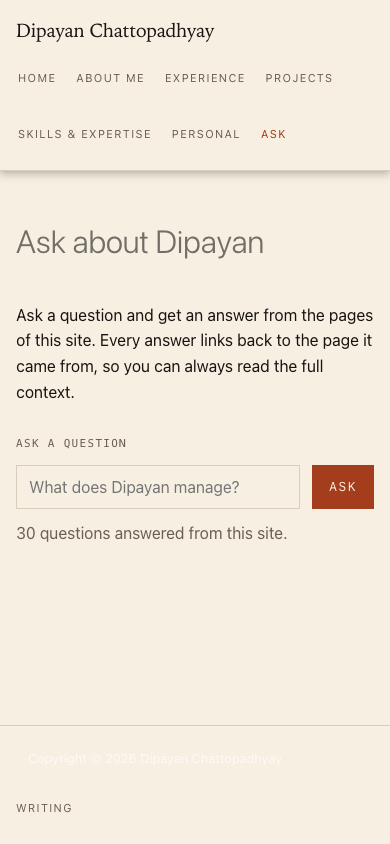 Dipayan Chattopadhyay
HOME ABOUT ME EXPERIENCE PROJECTS
SKILLS & EXPERTISE PERSONAL ASK
Ask about Dipayan
Ask a question and get an answer from the pages
of this site. Every answer links back to the page it
came from, so you can always read the full
context.
ASK A QUESTION
What does Dipayan manage? ASK
30 questions answered from this site.
Copyright © 2026 Dipayan Chattopadhyay
WRITING